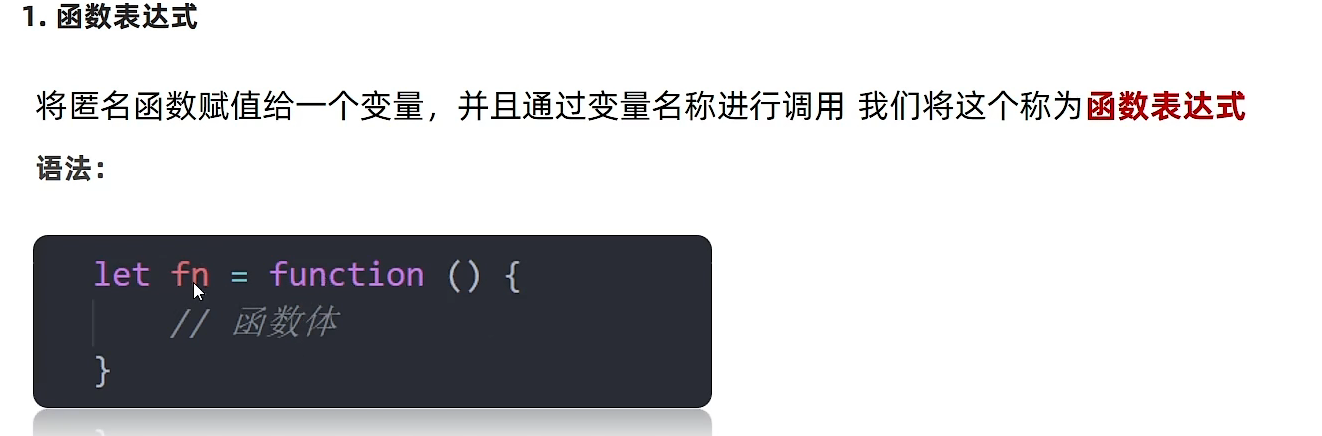 1. 函数表达式
将匿名函数赋值给一个变量，并且通过变量名称进行调用 我们将这个称为函数表达式
语法：
let fn = function () {
// 函数体
}